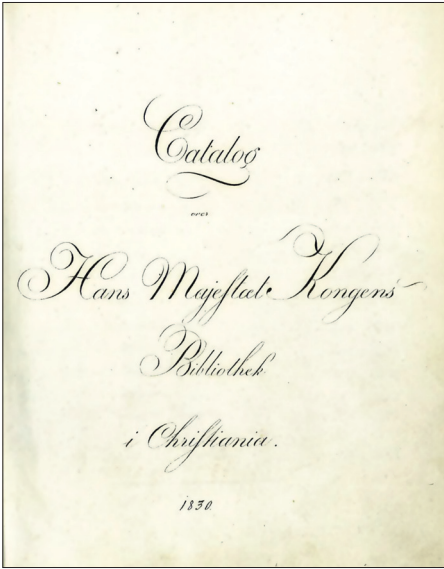 Catalog
over
Hans Majestæt Kongens
Bibliothek
i Christiania.
1830.